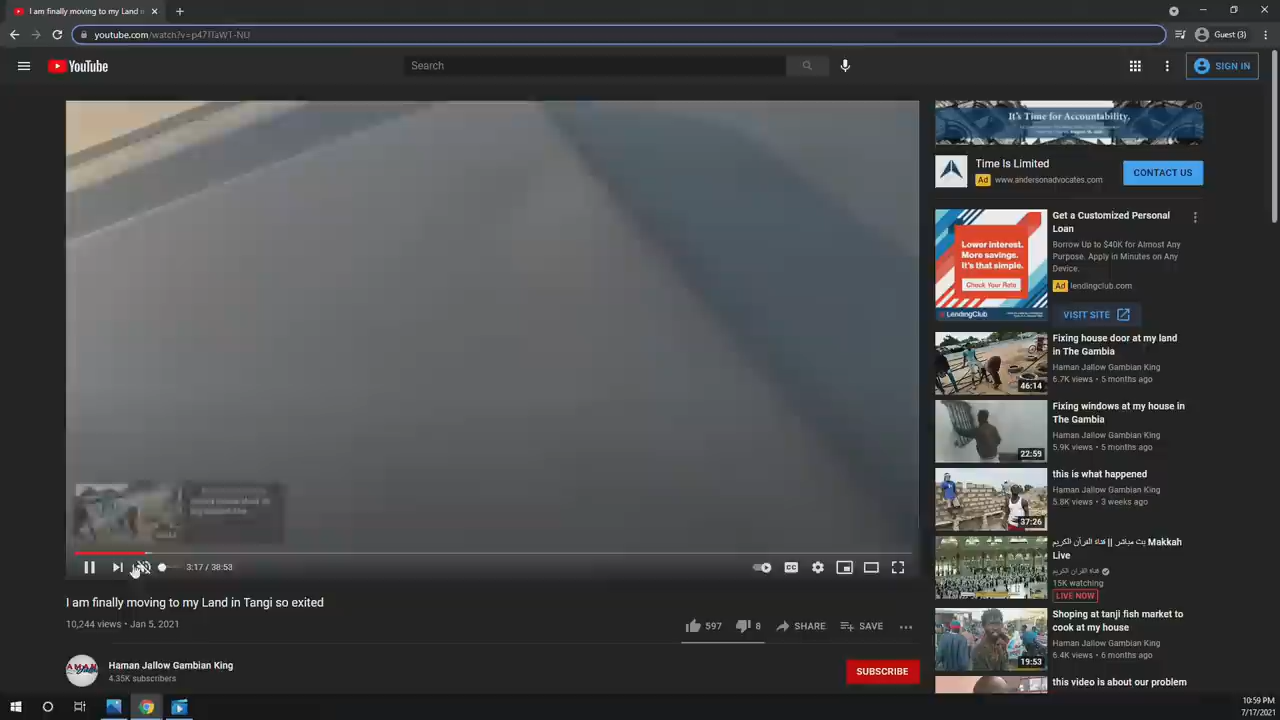 I am finally moving to my Land i
youtube.com/watch?v=p47lTaW1-NU
Guest (3)
YouTube
Search
SIGN IN
It's Time for Accountability.
Time Is Limited
Ad www.andersonadvocates.com
CONTACT US
Lower interest.
More savings.
It's that simple.
Check Your Rate
LendingClub
Get a Customized Personal
Loan
Borrow Up to $40K for Almost Any
Purpose. Apply in Minutes on Any
Device.
Ad lendingclub.com
VISIT SITE
46:14
Fixing house door at my land
in The Gambia
Haman Jallow Gambian King
6.7K views • 5 months ago
22:59
Fixing windows at my house in
The Gambia
Haman Jallow Gambian King
5.9K views • 5 months ago
37:26
this is what happened
Haman Jallow Gambian King
5.8K views • 3 weeks ago
بث مباشر || قناة القرآن الكريم Makkah
Live
قناة القرآن الكريم
15K watching
LIVE NOW
19:53
Shoping at tanji fish market to
cook at my house
Haman Jallow Gambian King
6.4K views • 6 months ago
this video is about our problem
3:17 / 38:53
CC
I am finally moving to my Land in Tangi so exited
10,244 views • Jan 5, 2021
597
8
SHARE
SAVE
Haman Jallow Gambian King
4.35K subscribers
SUBSCRIBE
10:59 PM
7/17/2021